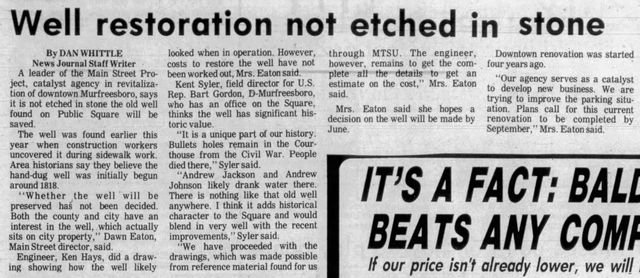 Well restoration not etched in stone
By DAN WHITTLE
News Journal Staff Writer
A leader of the Main Street Pro-
ject, catalyst agency in revitaliza-
tion of downtown Murfreesboro, says
it is not etched in stone the old well
found on Public Square will be
saved.
The well was found earlier this
year when construction workers
uncovered it during sidewalk work.
Area historians say they believe the
hand-dug well was initially begun
around 1818.
"Whether the well will be
preserved has not been decided.
Both the county and city have an
interest in the well, which actually
sits on city property," Dawn Eaton,
Main Street director, said.
Engineer, Ken Hays, did a draw-
ing showing how the well likely
looked when in operation. However,
costs to restore the well have not
been worked out, Mrs. Eaton said.
Kent Syler, field director for U.S.
Rep. Bart Gordon, D-Murfreesboro,
who has an office on the Square,
thinks the well has significant his-
toric value.
"It is a unique part of our history.
Bullets holes remain in the Cour-
thouse from the Civil War. People
died there," Syler said.
"Andrew Jackson and Andrew
Johnson likely drank water there.
There is nothing like that old well
anywhere. I think it adds historical
character to the Square and would
blend in very well with the recent
improvements," Syler said.
"We have proceeded with the
drawings, which was made possible
from reference material found for us
through MTSU. The engineer,
however, remains to get the com-
plete all the details to get an
estimate on the cost," Mrs. Eaton
said.
Mrs. Eaton said she hopes a
decision on the well will be made by
June.
Downtown renovation was started
four years ago.
"Our agency serves as a catalyst
to develop new business. We are
trying to improve the parking situ-
ation. Plans call for this current
renovation to be completed by
September," Mrs. Eaton said.
IT'S A FACT: BALD
BEATS ANY COMP
If our price isn't already lower, we will